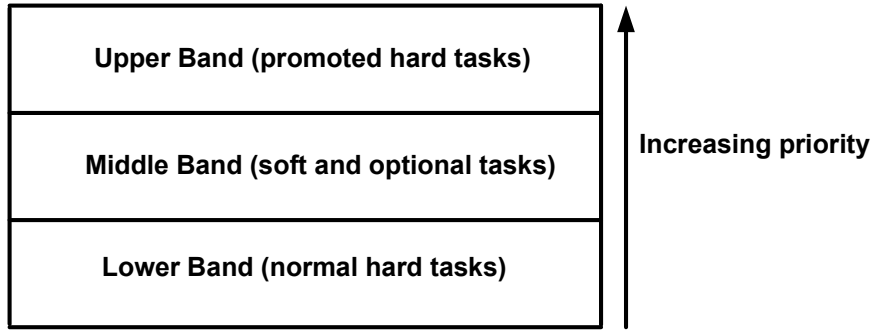 Upper Band (promoted hard tasks)
Middle Band (soft and optional tasks)
Increasing priority
Lower Band (normal hard tasks)